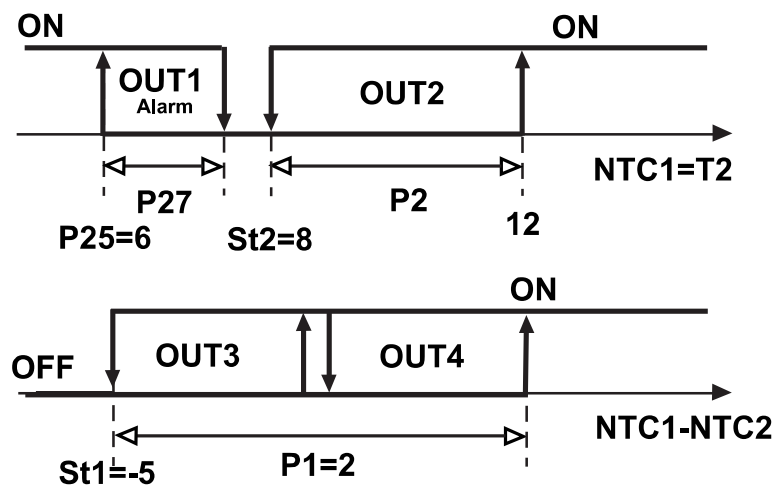 ON
ON
OUT1
Alarm
OUT2
NTC1=T2
P27
P2
P25=6
St2=8
12
ON
OUT3
OUT4
OFF
NTC1-NTC2
St1=-5
P1=2